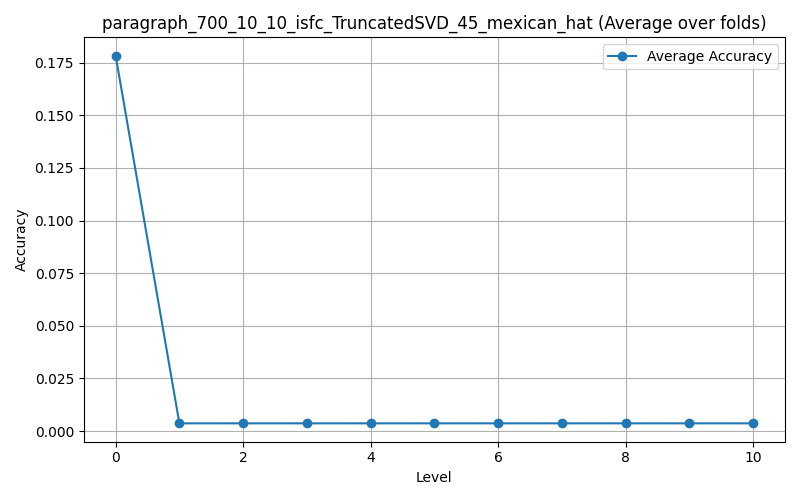 paragraph_700_10_10_isfc_TruncatedSVD_45_mexican_hat (Average over folds)
Average Accuracy
Accuracy
0.175
0.150
0.125
0.100
0.075
0.050
0.025
0.000
0 2 4 6 8 10
Level